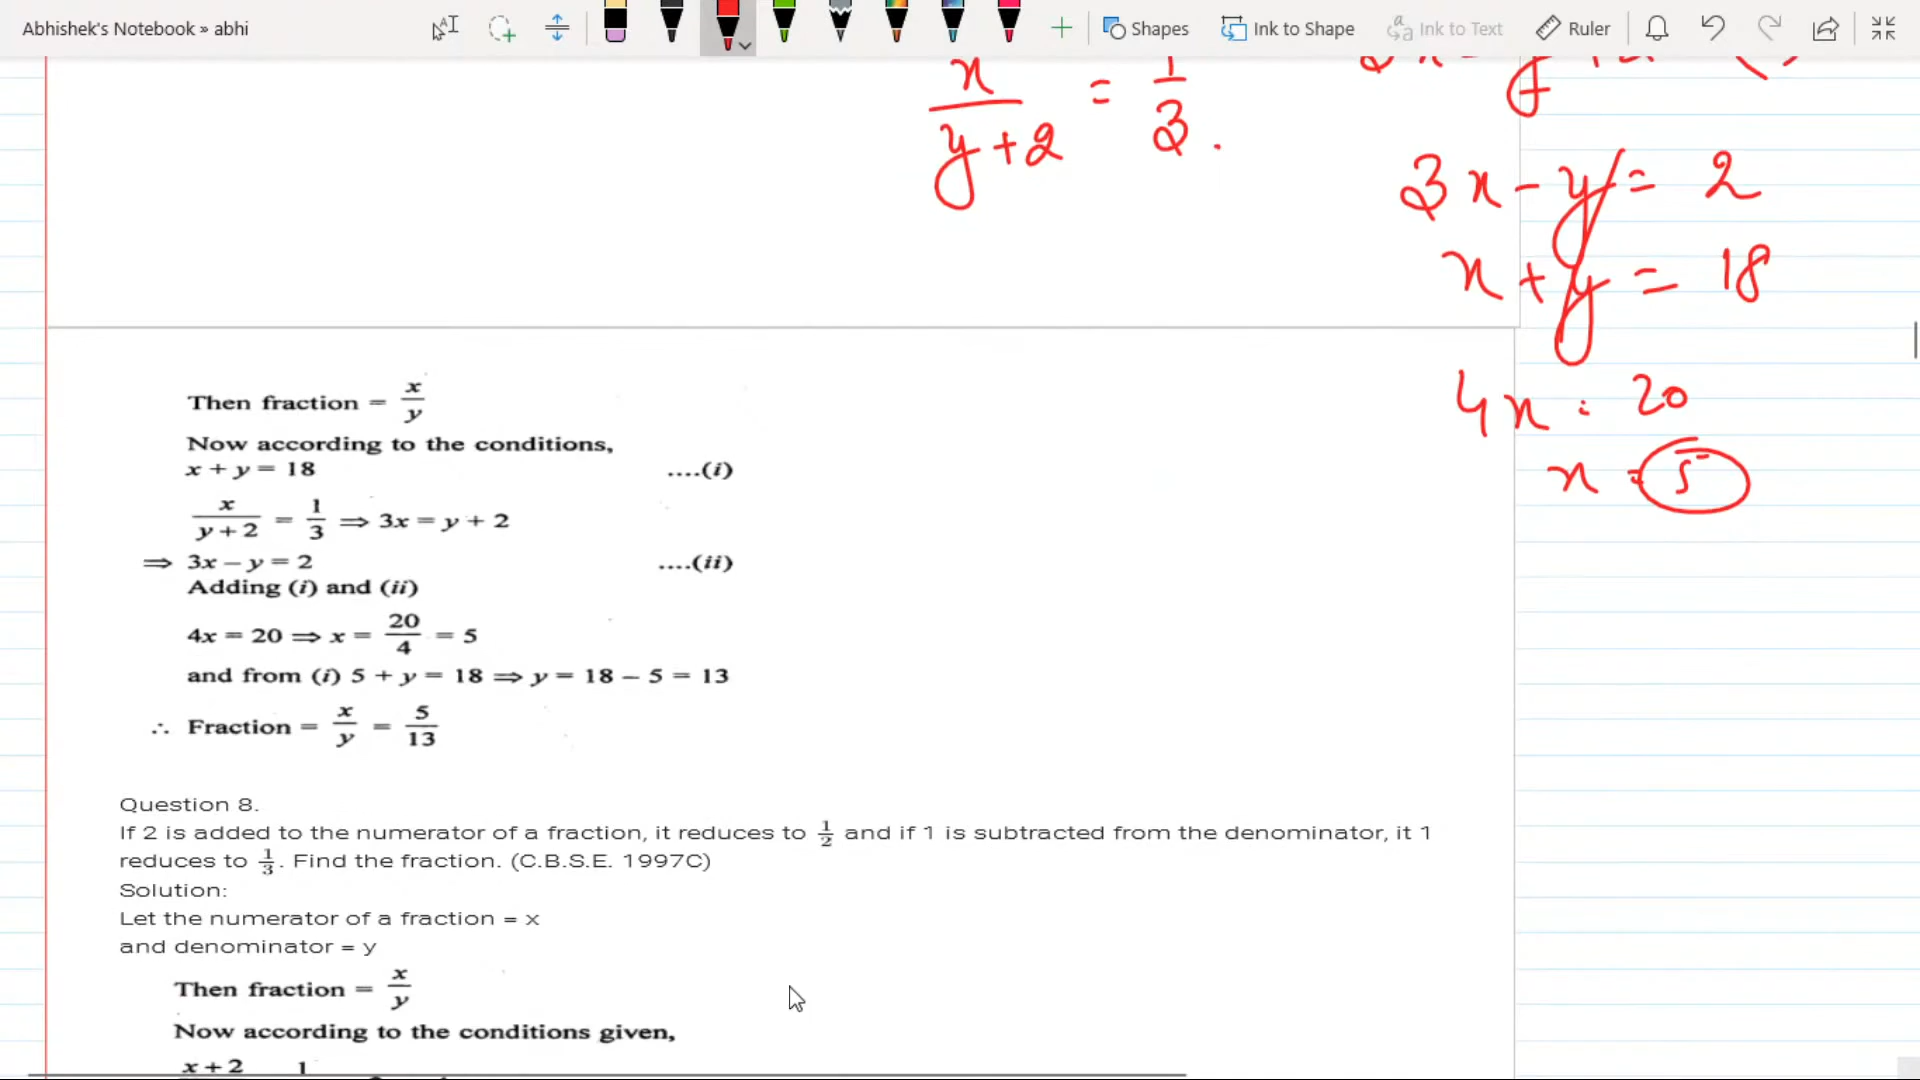 Abhishek's Notebook » abhi
Shapes Ink to Shape Ink to Text Ruler
x/(y+2) = 1/3.
3x - y = 2
x + y = 18
4x = 20
x = 5
Then fraction = x/y
Now according to the conditions,
x + y = 18 ....(i)
x/(y + 2) = 1/3 ⇒ 3x = y + 2
⇒ 3x – y = 2 ....(ii)
Adding (i) and (ii)
4x = 20 ⇒ x = 20/4 = 5
and from (i) 5 + y = 18 ⇒ y = 18 – 5 = 13
∴ Fraction = x/y = 5/13
Question 8.
If 2 is added to the numerator of a fraction, it reduces to 1/2 and if 1 is subtracted from the denominator, it 1
reduces to 1/3. Find the fraction. (C.B.S.E. 1997C)
Solution:
Let the numerator of a fraction = x
and denominator = y
Then fraction = x/y
Now according to the conditions given,
x + 2 1